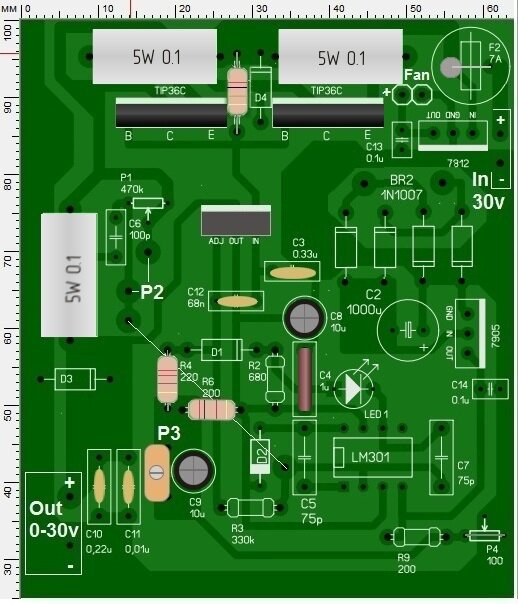 мм 0 10 20 30 40 50 60
100
90
80
70
60
50
40
30
5W 0.1
5W 0.1
F2
7A
TIP36C
TIP36C
D4
Fan
+
B C E
B C E
OUT GND IN
C13
0.1u
7812
+
-
In
30v
P1
470k
BR2
1N1007
C6
100p
5W 0.1
ADJ OUT IN
C3
0.33u
P2
C12
68n
C8
10u
C2
1000u
+
GND
IN
OUT
7905
D1
R4
220
R2
680
R6
200
C4
1u
LED 1
D3
C14
0.1u
P3
D2
LM301
C5
75p
C7
75p
Out
0-30v
+
-
C9
10u
C10
0,22u
C11
0,01u
R3
330k
R9
200
P4
100